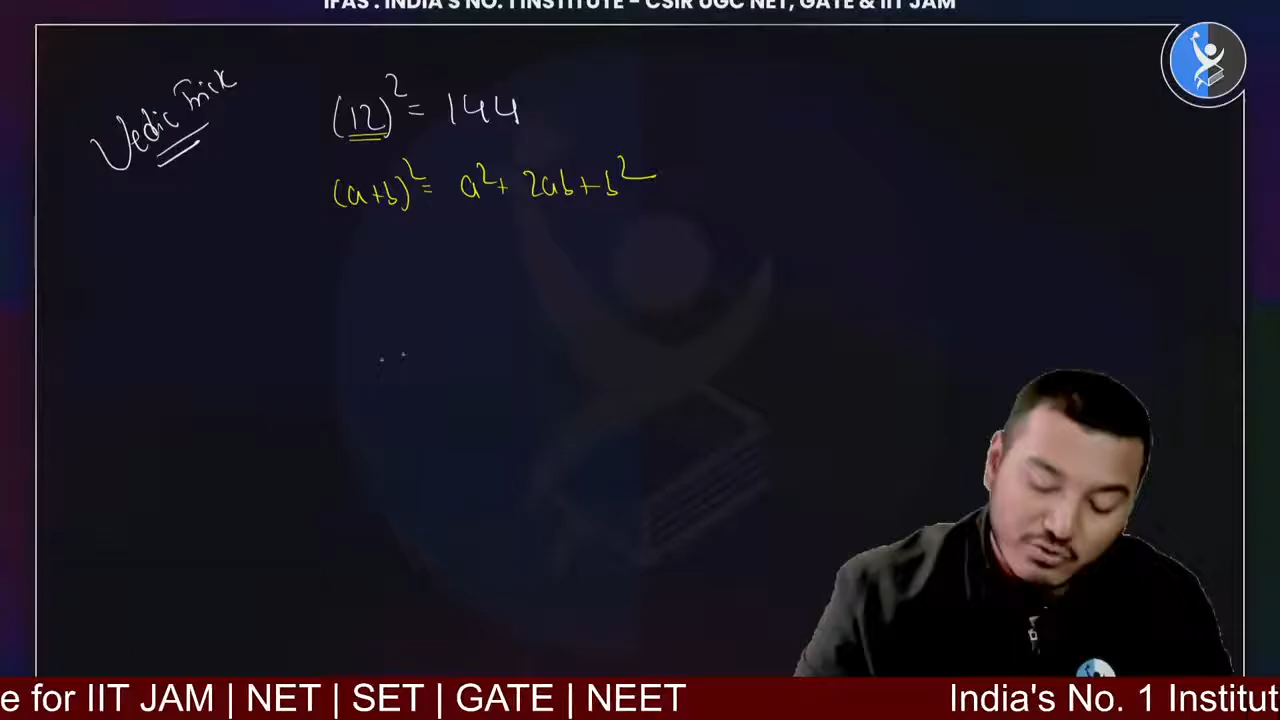 IFAS : INDIA'S NO. 1 INSTITUTE - CSIR UGC NET, GATE & IIT JAM
Vedic Trick
(12)² = 144
(a+b)² = a² + 2ab + b²
e for IIT JAM | NET | SET | GATE | NEET India's No. 1 Institut